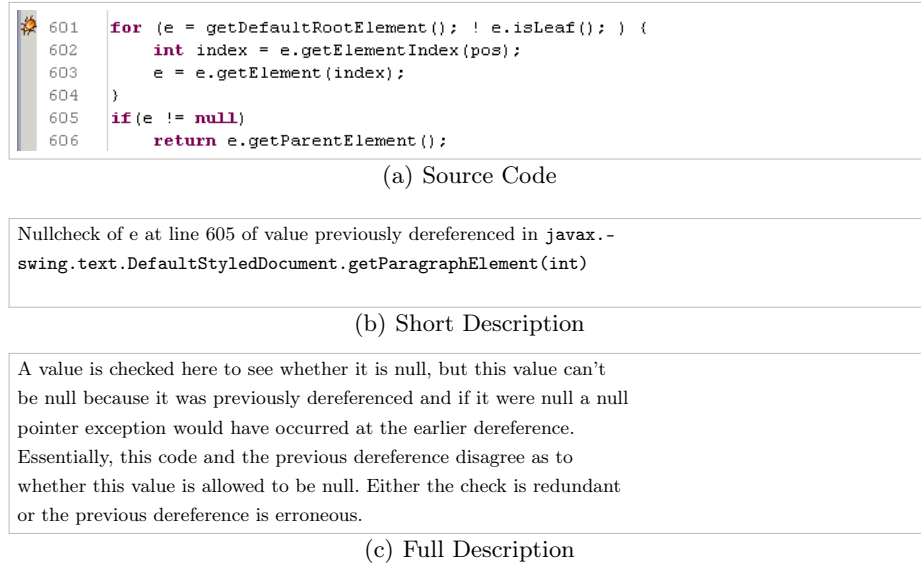 601 for (e = getDefaultRootElement(); ! e.isLeaf(); ) {
602 int index = e.getElementIndex(pos);
603 e = e.getElement(index);
604 }
605 if(e != null)
606 return e.getParentElement();
(a) Source Code
Nullcheck of e at line 605 of value previously dereferenced in javax.-
swing.text.DefaultStyledDocument.getParagraphElement(int)
(b) Short Description
A value is checked here to see whether it is null, but this value can't
be null because it was previously dereferenced and if it were null a null
pointer exception would have occurred at the earlier dereference.
Essentially, this code and the previous dereference disagree as to
whether this value is allowed to be null. Either the check is redundant
or the previous dereference is erroneous.
(c) Full Description